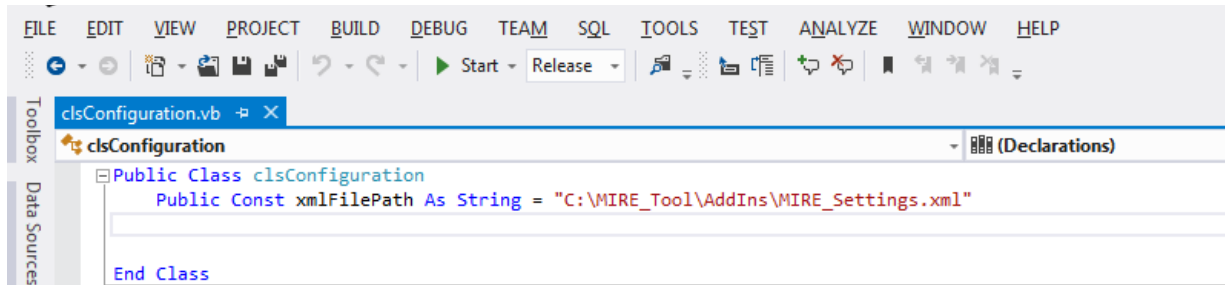 FILE EDIT VIEW PROJECT BUILD DEBUG TEAM SQL TOOLS TEST ANALYZE WINDOW HELP
Start Release
Toolbox
Data Sources
clsConfiguration.vb
clsConfiguration (Declarations)
Public Class clsConfiguration
Public Const xmlFilePath As String = "C:\MIRE_Tool\AddIns\MIRE_Settings.xml"
End Class